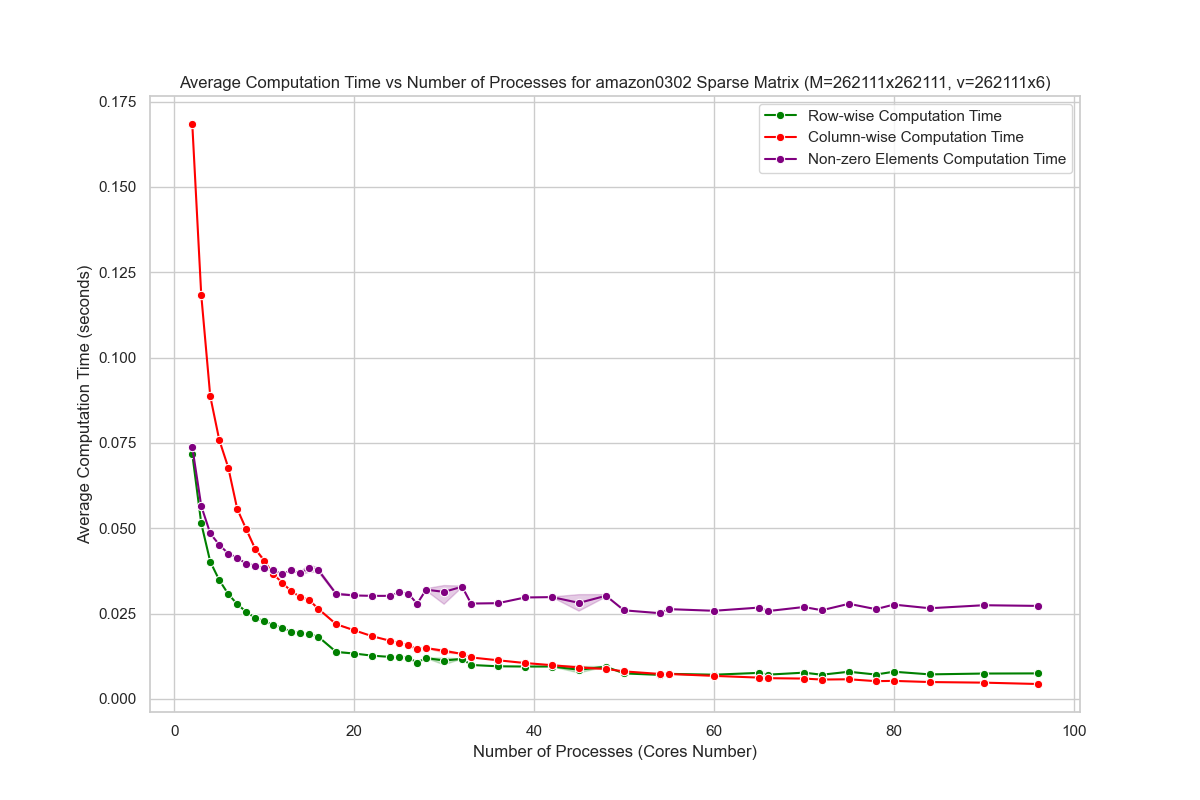 Average Computation Time vs Number of Processes for amazon0302 Sparse Matrix (M=262111x262111, v=262111x6)
Row-wise Computation Time
Column-wise Computation Time
Non-zero Elements Computation Time
Average Computation Time (seconds)
0.175
0.150
0.125
0.100
0.075
0.050
0.025
0.000
0
20
40
60
80
100
Number of Processes (Cores Number)